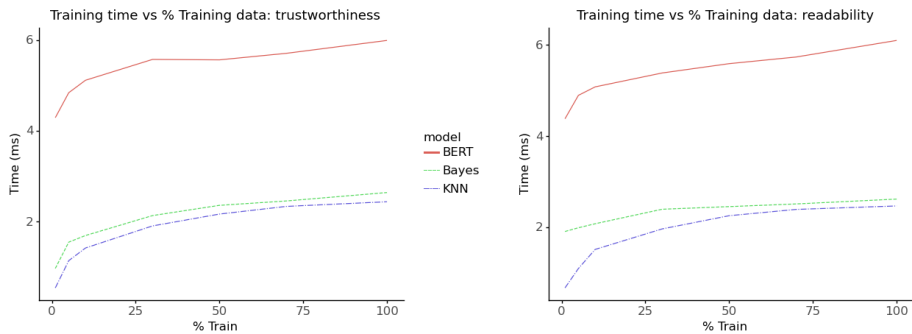 Training time vs % Training data: trustworthiness
6
4
2
Time (ms)
0
25
50
75
100
% Train
model
BERT
Bayes
KNN
Training time vs % Training data: readability
6
4
2
Time (ms)
0
25
50
75
100
% Train